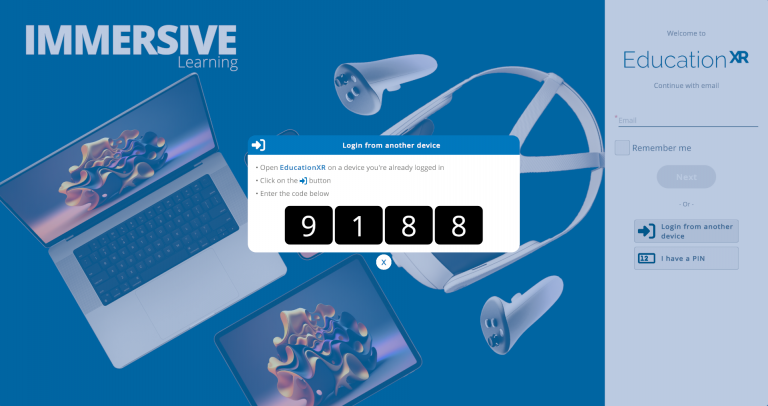 IMMERSIVE
Learning
Login from another device
• Open EducationXR on a device you're already logged in
• Click on the button
• Enter the code below
9 1 8 8
X
Welcome to
EducationXR
Continue with email
* Email
Remember me
Next
- Or -
Login from another
device
12 I have a PIN